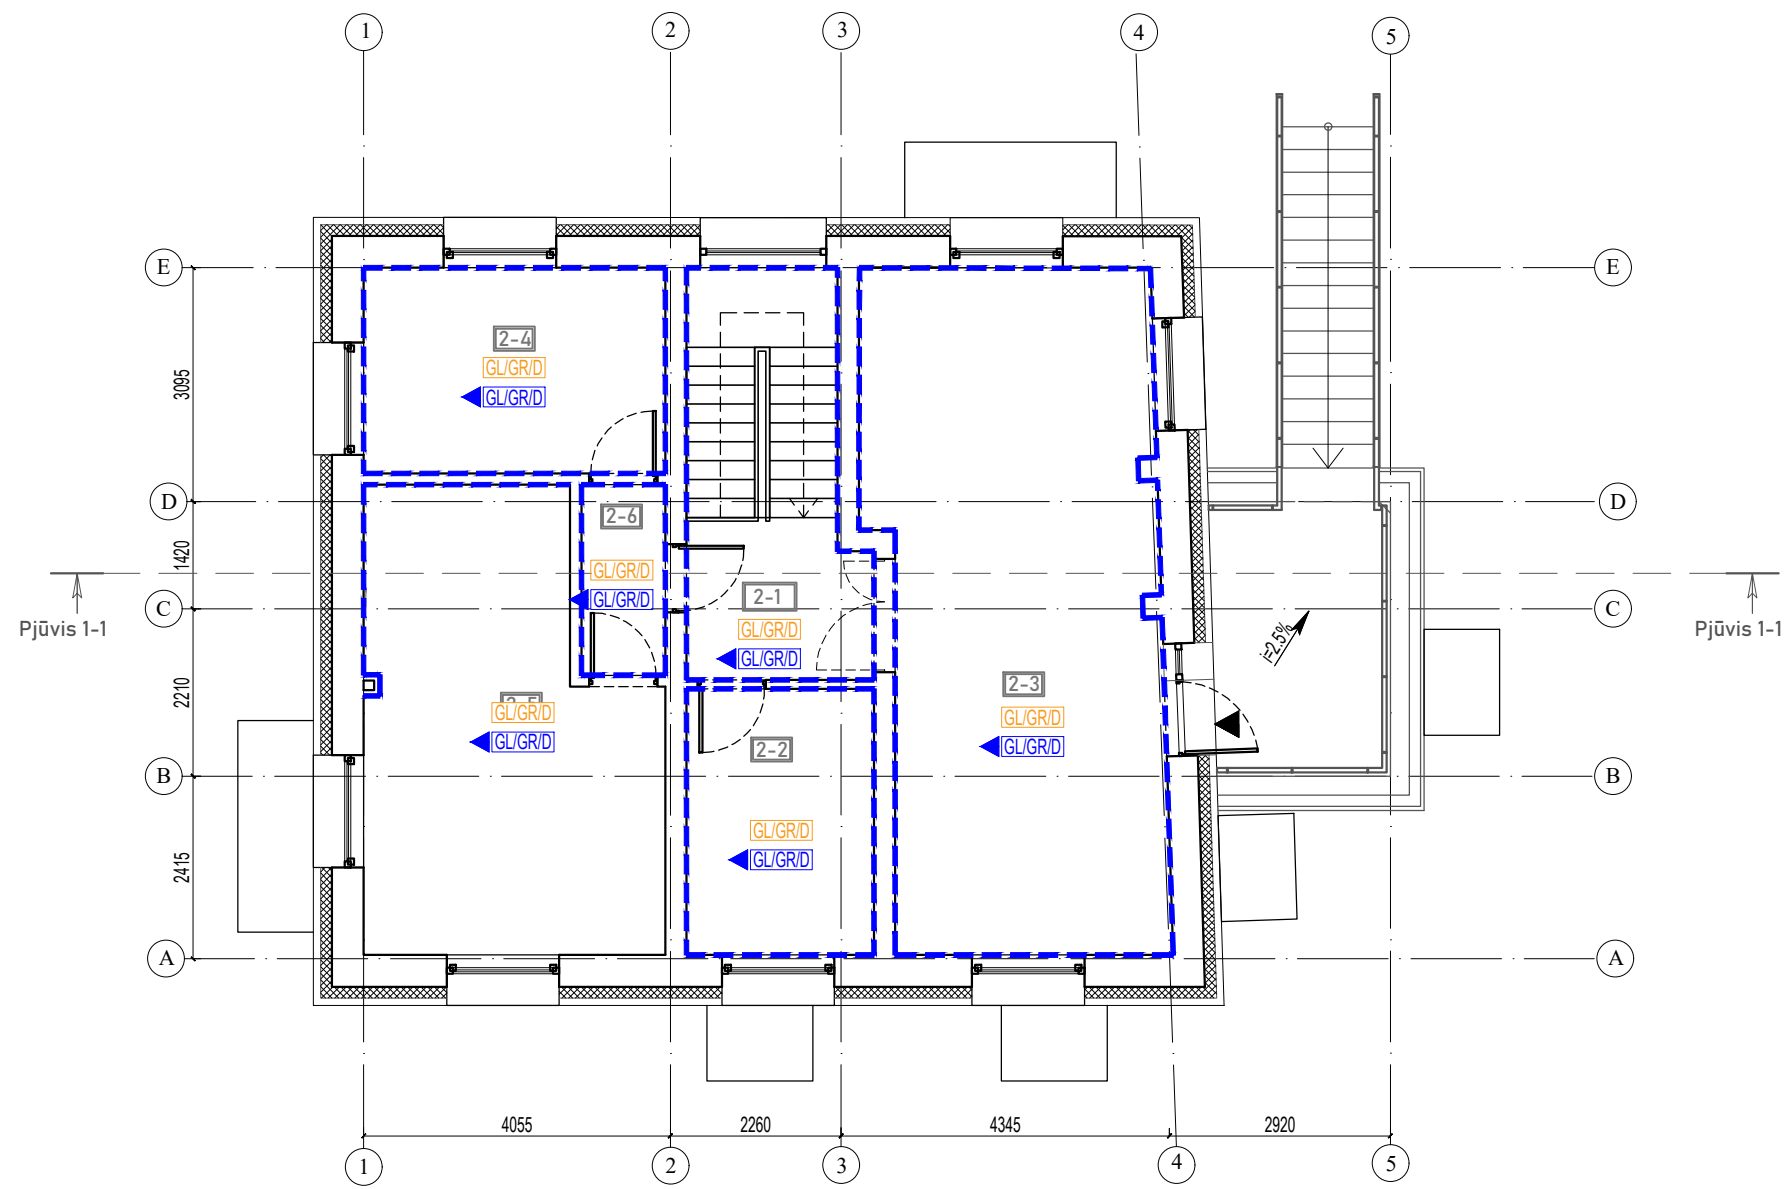 1 2 3 4 5
E E
2-4
GL/GR/D
GL/GR/D
3095
D D
2-6
1420
GL/GR/D
GL/GR/D
2-1
C C
Pjūvis 1-1 Pjūvis 1-1
GL/GR/D
GL/GR/D
i=2.5%
2210
2-3
2-5
GL/GR/D
GL/GR/D
GL/GR/D
GL/GR/D
2-2
B B
GL/GR/D
GL/GR/D
2415
A A
4055 2260 4345 2920
1 2 3 4 5